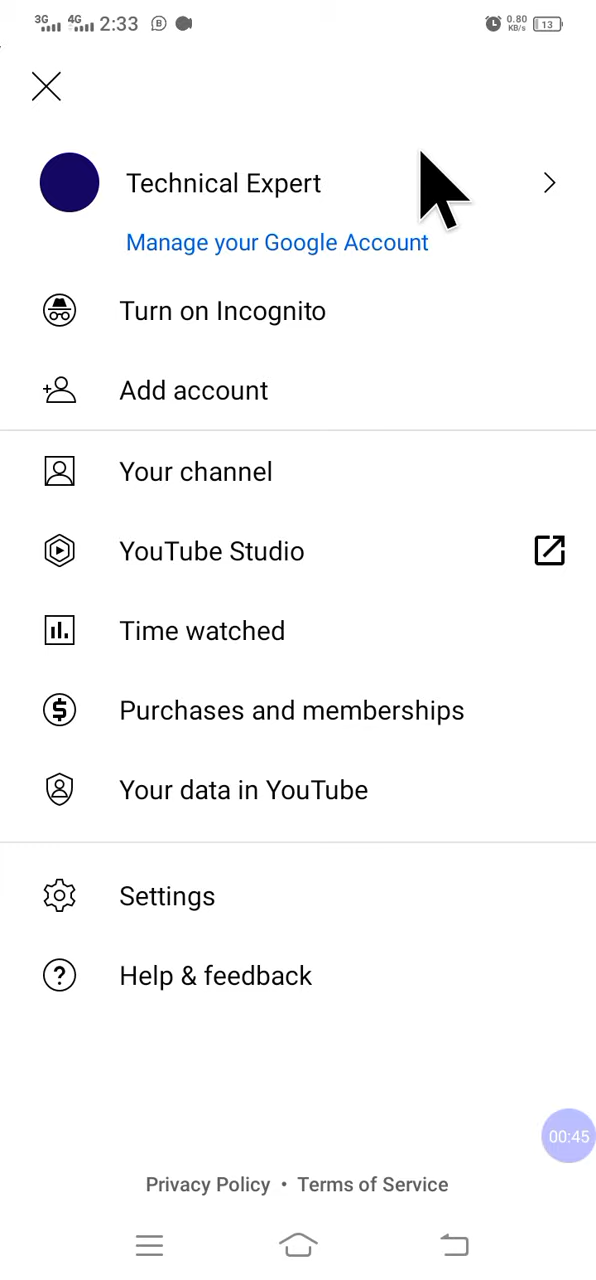 3G 4G 2:33 B 0.80 KB/s 13
Technical Expert
Manage your Google Account
Turn on Incognito
Add account
Your channel
YouTube Studio
Time watched
$ Purchases and memberships
Your data in YouTube
Settings
? Help & feedback
00:45
Privacy Policy • Terms of Service